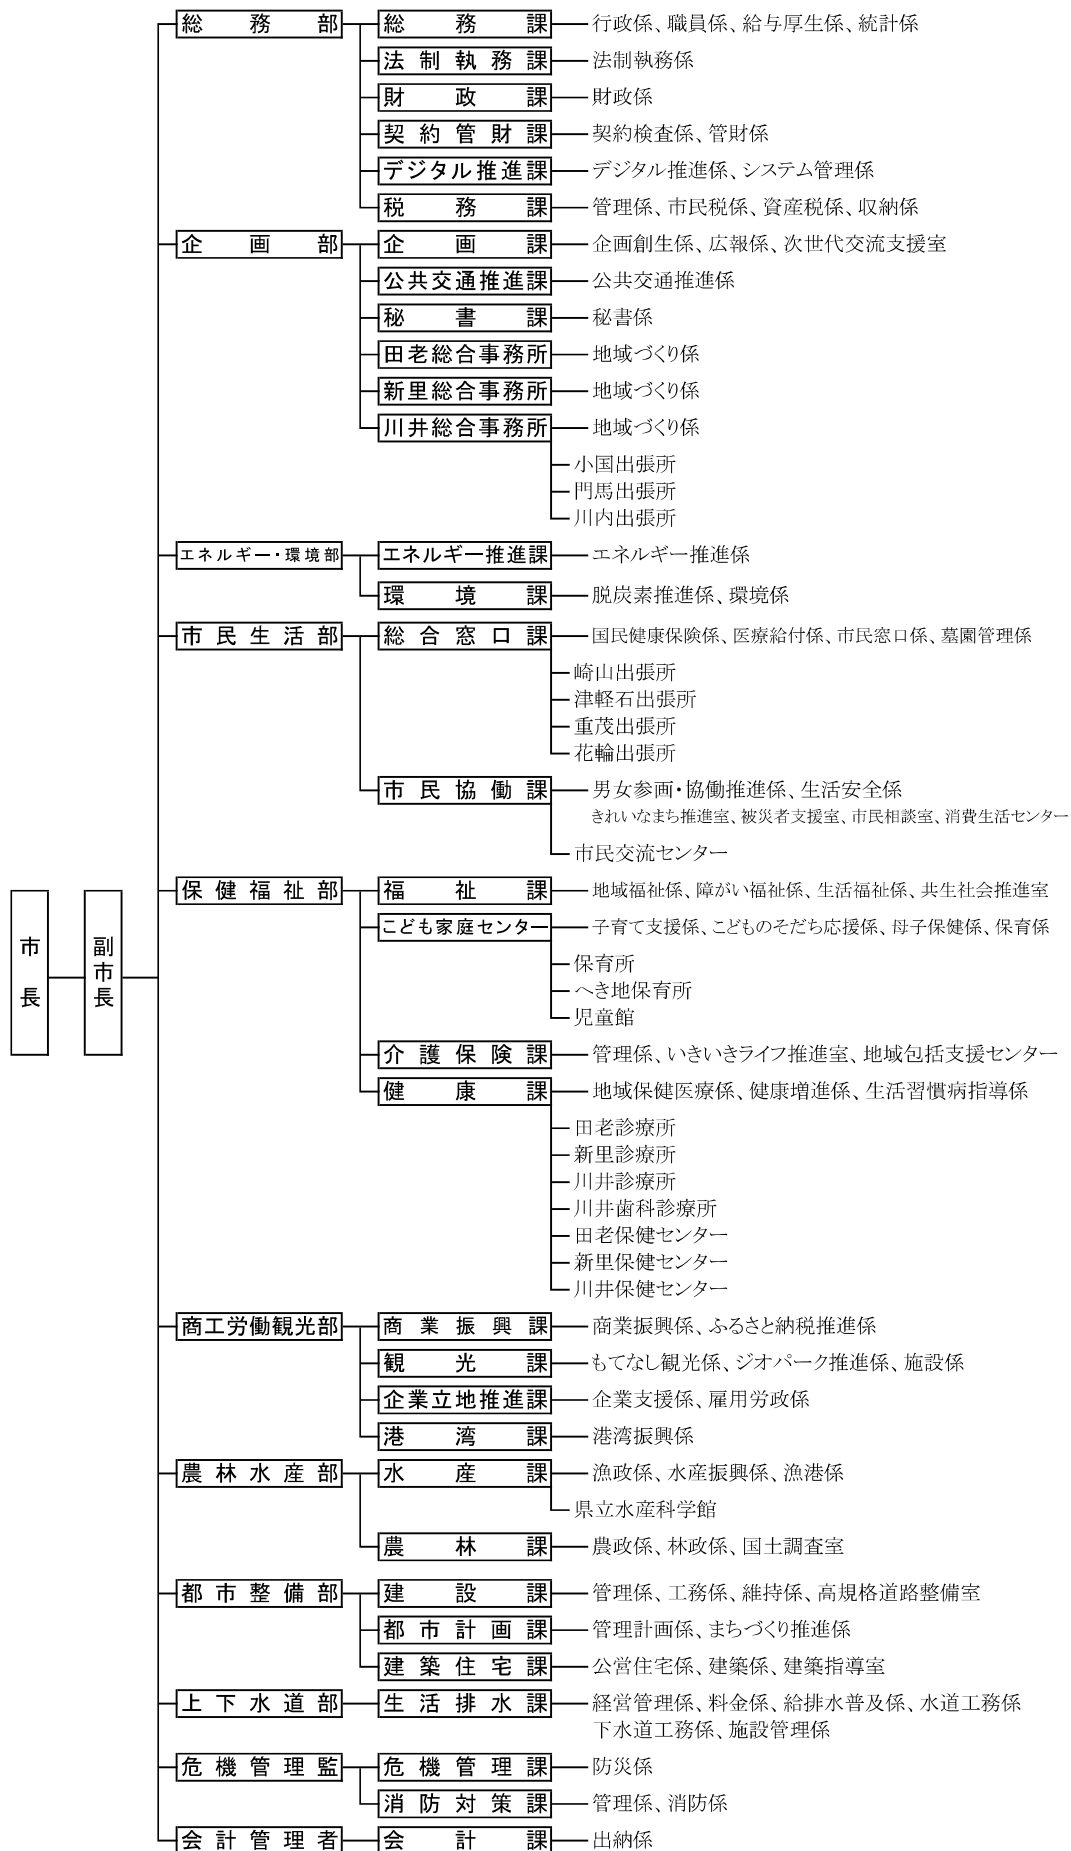 総務部 総務課 行政係、職員係、給与厚生係、統計係
法制執務課 法制執務係
財政課 財政係
契約管財課 契約検査係、管財係
デジタル推進課 デジタル推進係、システム管理係
税務課 管理係、市民税係、資産税係、収納係
企画部 企画課 企画創生係、広報係、次世代交流支援室
公共交通推進課 公共交通推進係
秘書課 秘書係
田老総合事務所 地域づくり係
新里総合事務所 地域づくり係
川井総合事務所 地域づくり係
小国出張所
門馬出張所
川内出張所
エネルギー・環境部 エネルギー推進課 エネルギー推進係
環境課 脱炭素推進係、環境係
市民生活部 総合窓口課 国民健康保険係、医療給付係、市民窓口係、墓園管理係
崎山出張所
津軽石出張所
重茂出張所
花輪出張所
市民協働課 男女参画・協働推進係、生活安全係
きれいなまち推進室、被災者支援室、市民相談室、消費生活センター
市民交流センター
保健福祉部 福祉課 地域福祉係、障がい福祉係、生活福祉係、共生社会推進室
こども家庭センター 子育て支援係、こどものそだち応援係、母子保健係、保育係
市長 副市長
保育所
へき地保育所
児童館
介護保険課 管理係、いきいきライフ推進室、地域包括支援センター
健康課 地域保健医療係、健康増進係、生活習慣病指導係
田老診療所
新里診療所
川井診療所
川井歯科診療所
田老保健センター
新里保健センター
川井保健センター
商工労働観光部 商業振興課 商業振興係、ふるさと納税推進係
観光課 もてなし観光係、ジオパーク推進係、施設係
企業立地推進課 企業支援係、雇用労政係
港湾課 港湾振興係
農林水産部 水産課 漁政係、水産振興係、漁港係
県立水産科学館
農林課 農政係、林政係、国土調査室
都市整備部 建設課 管理係、工務係、維持係、高規格道路整備室
都市計画課 管理計画係、まちづくり推進係
建築住宅課 公営住宅係、建築係、建築指導室
上下水道部 生活排水課 経営管理係、料金係、給排水普及係、水道工務係
下水道工務係、施設管理係
危機管理監 危機管理課 防災係
消防対策課 管理係、消防係
会計管理者 会計課 出納係